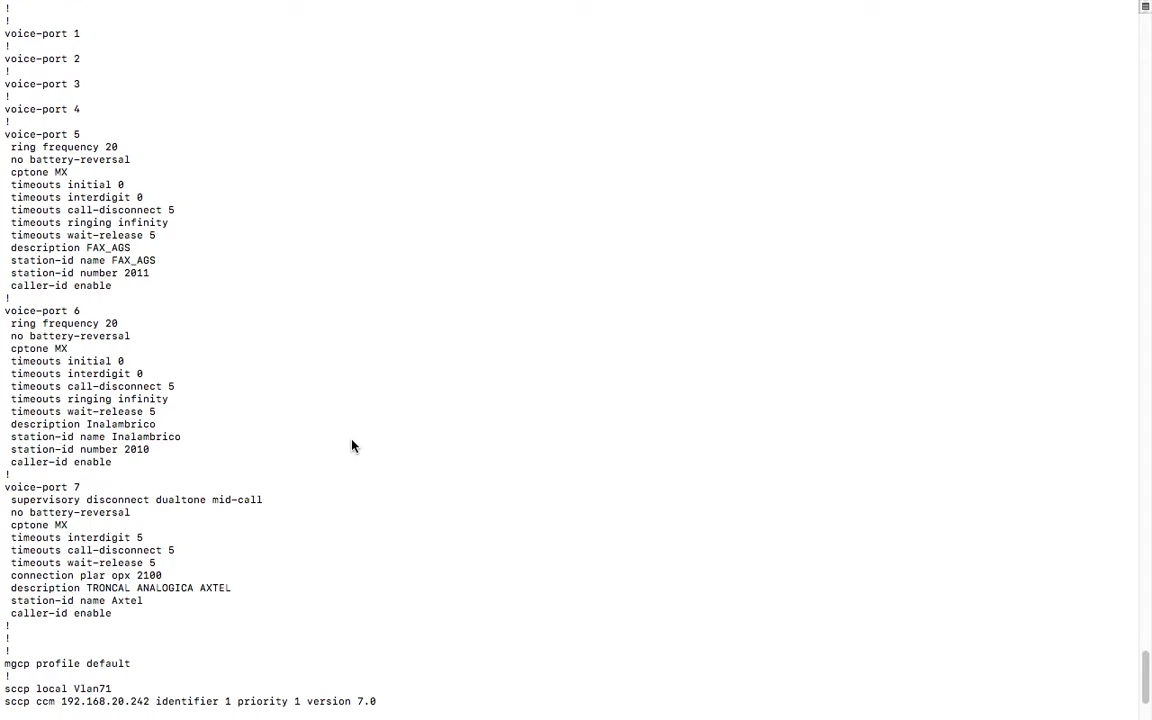 !
!
voice-port 1
!
voice-port 2
!
voice-port 3
!
voice-port 4
!
voice-port 5
 ring frequency 20
 no battery-reversal
 cptone MX
 timeouts initial 0
 timeouts interdigit 0
 timeouts call-disconnect 5
 timeouts ringing infinity
 timeouts wait-release 5
 description FAX_AGS
 station-id name FAX_AGS
 station-id number 2011
 caller-id enable
!
voice-port 6
 ring frequency 20
 no battery-reversal
 cptone MX
 timeouts initial 0
 timeouts interdigit 0
 timeouts call-disconnect 5
 timeouts ringing infinity
 timeouts wait-release 5
 description Inalambrico
 station-id name Inalambrico
 station-id number 2010
 caller-id enable
!
voice-port 7
 supervisory disconnect dualtone mid-call
 no battery-reversal
 cptone MX
 timeouts interdigit 5
 timeouts call-disconnect 5
 timeouts wait-release 5
 connection plar opx 2100
 description TRONCAL ANALOGICA AXTEL
 station-id name Axtel
 caller-id enable
!
!
!
mgcp profile default
!
sccp local Vlan71
sccp ccm 192.168.20.242 identifier 1 priority 1 version 7.0